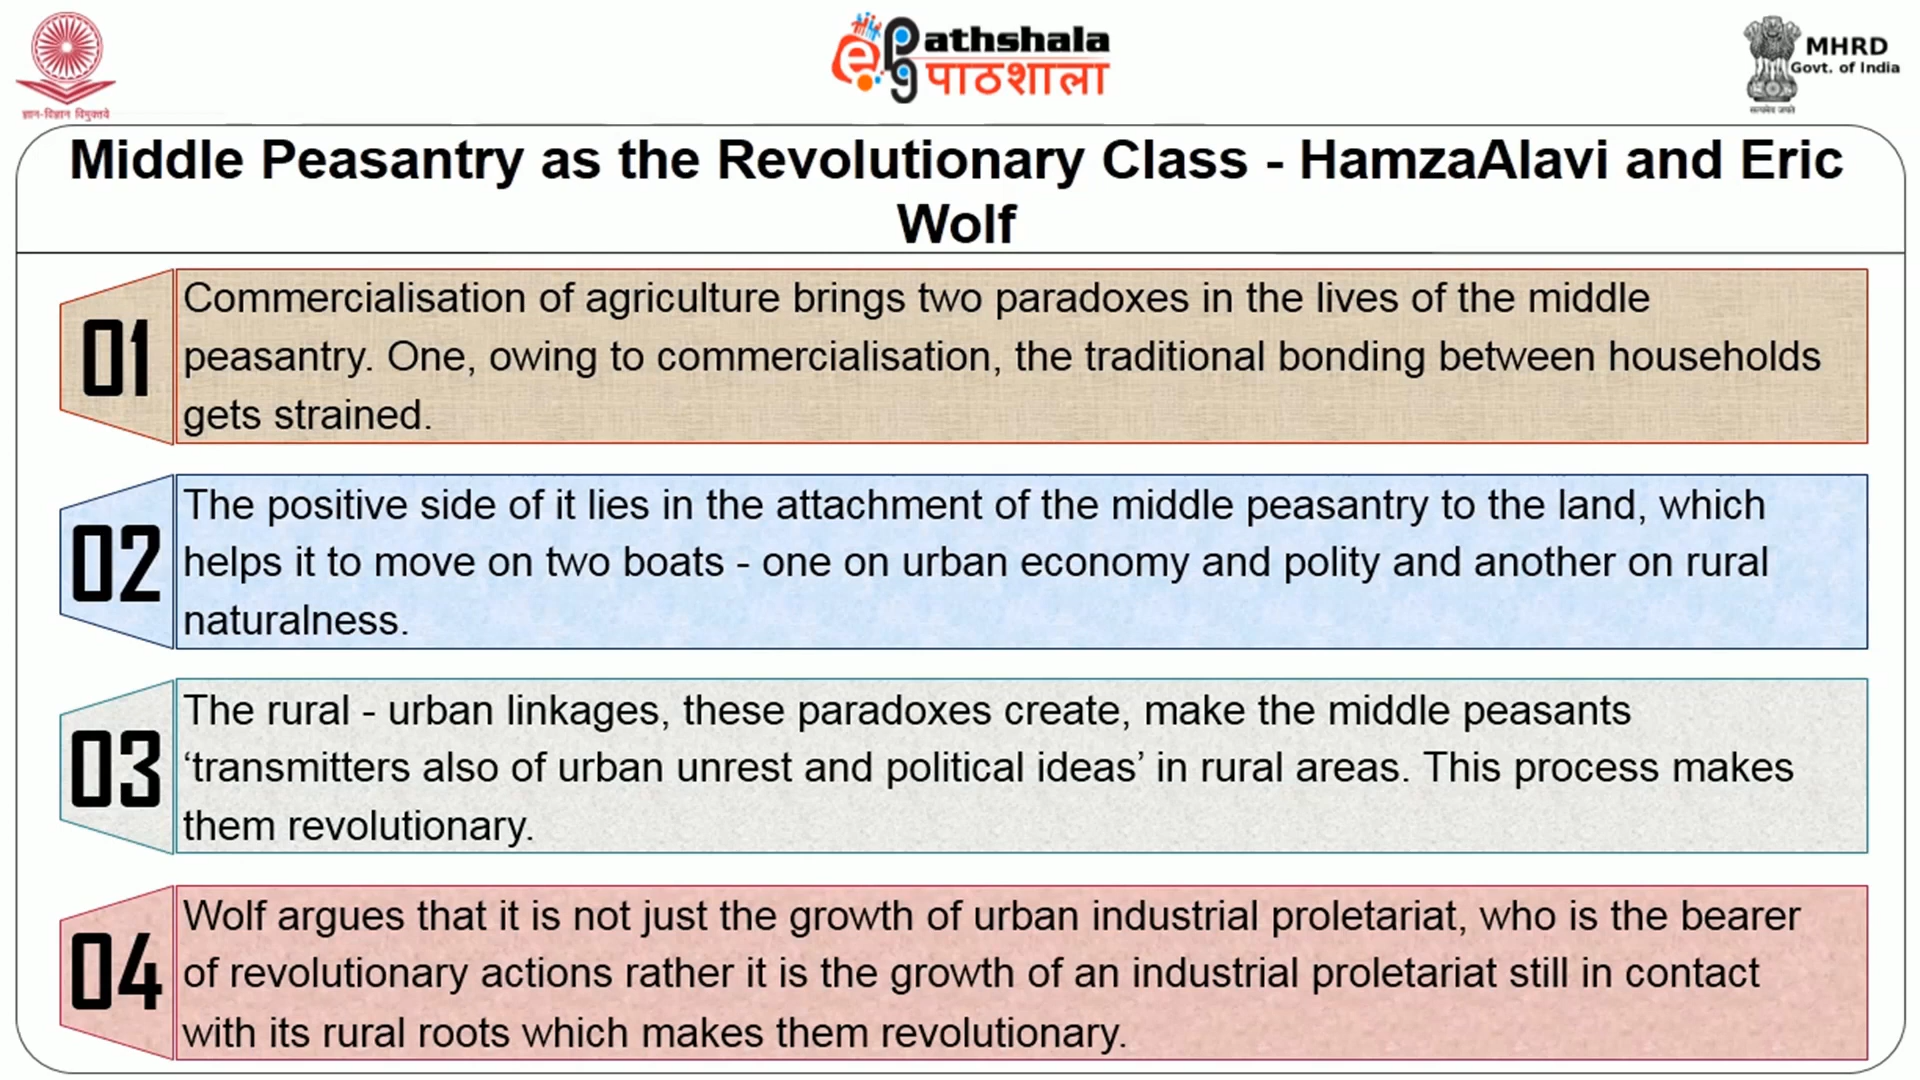 ज्ञान-विज्ञान विमुक्तये
ePG Pathshala
पाठशाला
MHRD
Govt. of India
सत्यमेव जयते
Middle Peasantry as the Revolutionary Class - HamzaAlavi and Eric
Wolf
01
Commercialisation of agriculture brings two paradoxes in the lives of the middle
peasantry. One, owing to commercialisation, the traditional bonding between households
gets strained.
02
The positive side of it lies in the attachment of the middle peasantry to the land, which
helps it to move on two boats - one on urban economy and polity and another on rural
naturalness.
03
The rural - urban linkages, these paradoxes create, make the middle peasants
‘transmitters also of urban unrest and political ideas’ in rural areas. This process makes
them revolutionary.
04
Wolf argues that it is not just the growth of urban industrial proletariat, who is the bearer
of revolutionary actions rather it is the growth of an industrial proletariat still in contact
with its rural roots which makes them revolutionary.